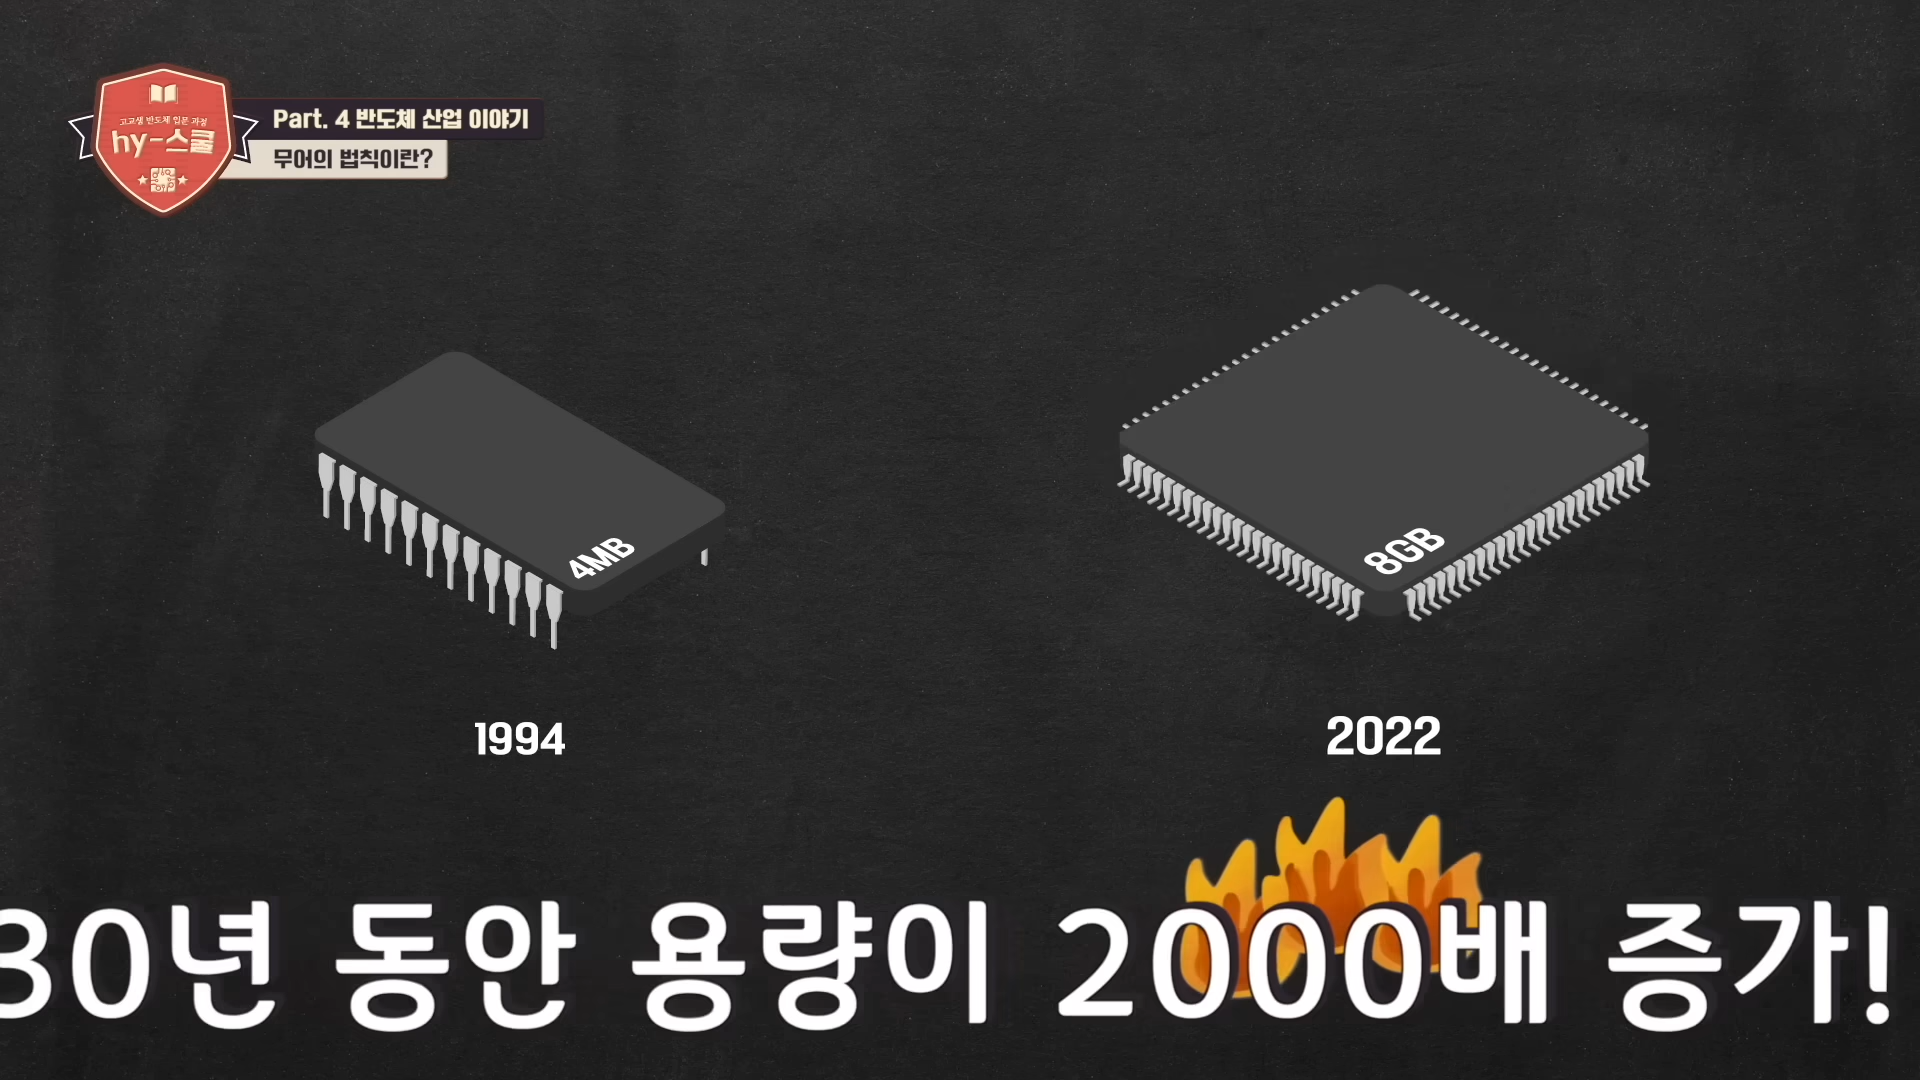 고교생 반도체 입문 과정
hy-스쿨
Part. 4 반도체 산업 이야기
무어의 법칙이란?
4MB
8GB
1994
2022
30년 동안 용량이 2000배 증가!